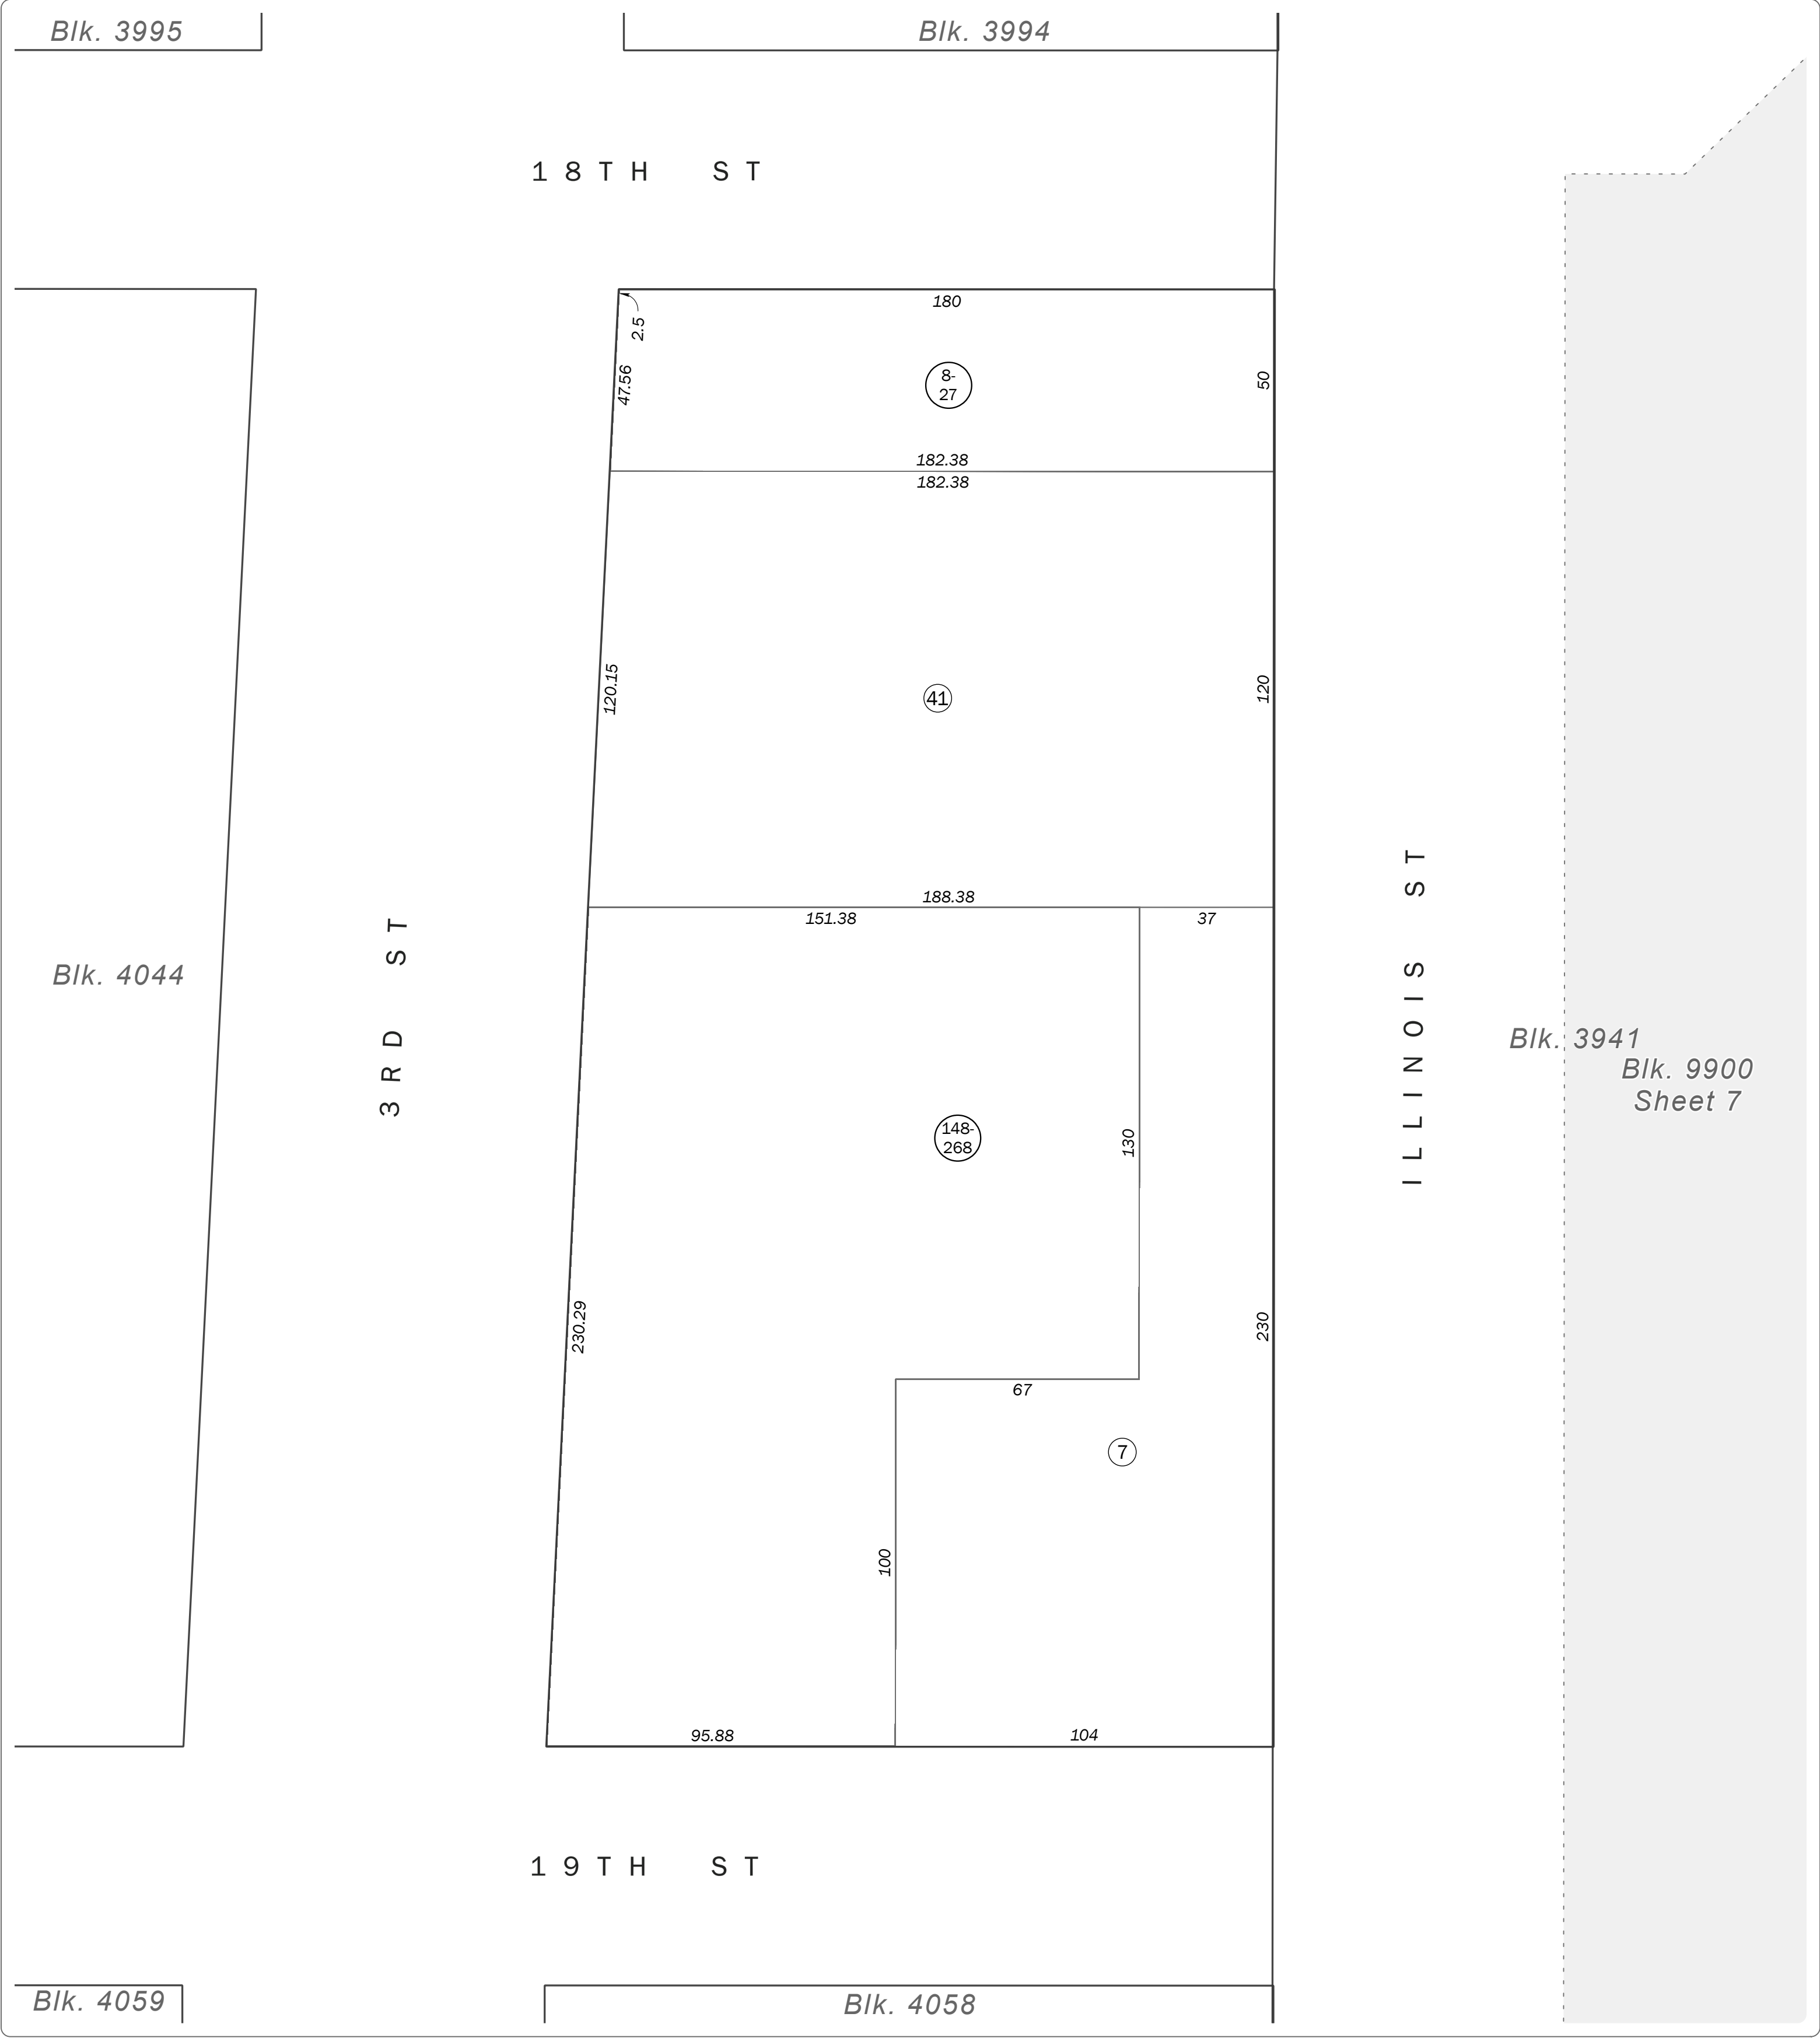 Blk. 3995
Blk. 3994
18TH ST
180
2.5
47.56
8-
27
50
182.38
182.38
120.15
41
120
188.38
151.38
37
3RD ST
ILLINOIS ST
Blk. 4044
Blk. 3941
Blk. 9900
Sheet 7
148-
268
130
230.29
230
67
7
100
95.88
104
19TH ST
Blk. 4059
Blk. 4058